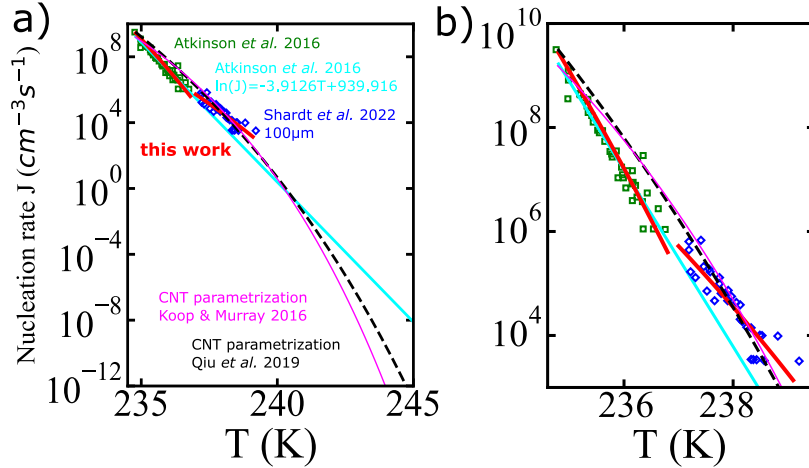 a)
b)
Nucleation rate J (cm⁻³s⁻¹)
10⁸
10⁴
10⁰
10⁻⁴
10⁻⁸
10⁻¹²
Atkinson et al. 2016
Atkinson et al. 2016
ln(J)=-3.9126T+939.916
Shardt et al. 2022
100μm
this work
CNT parametrization
Koop & Murray 2016
CNT parametrization
Qiu et al. 2019
235 240 245
T (K)
10¹⁰
10⁸
10⁶
10⁴
236 238
T (K)